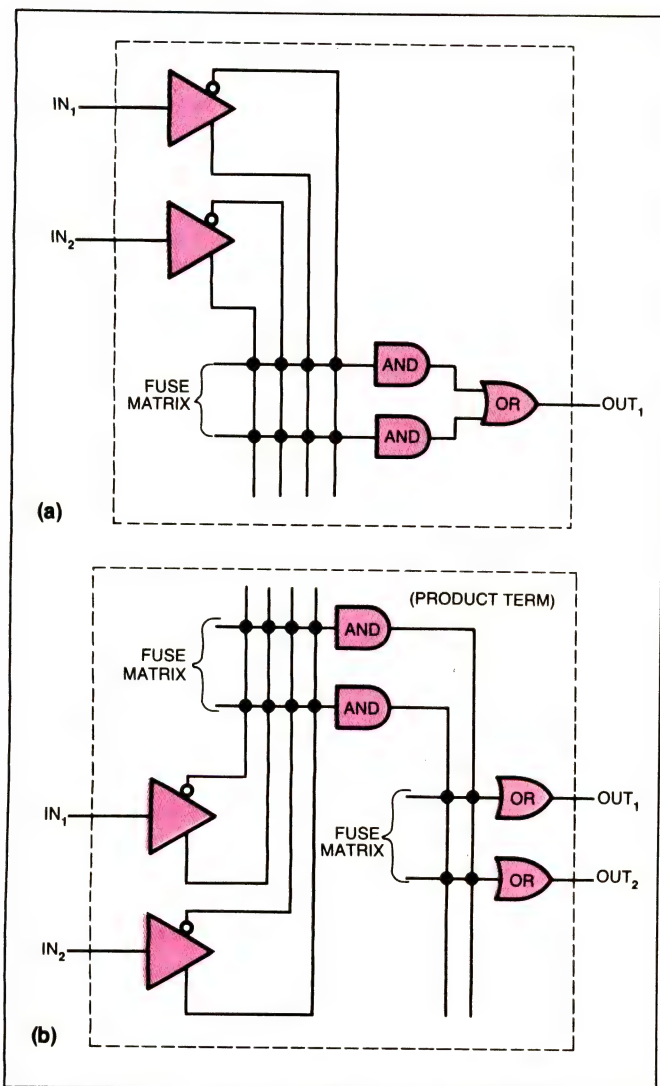 IN₁
IN₂
FUSE
MATRIX
AND
AND
OR
OUT₁
(a)
(PRODUCT TERM)
FUSE
MATRIX
AND
AND
IN₁
FUSE
MATRIX
OR
OUT₁
OR
OUT₂
IN₂
(b)